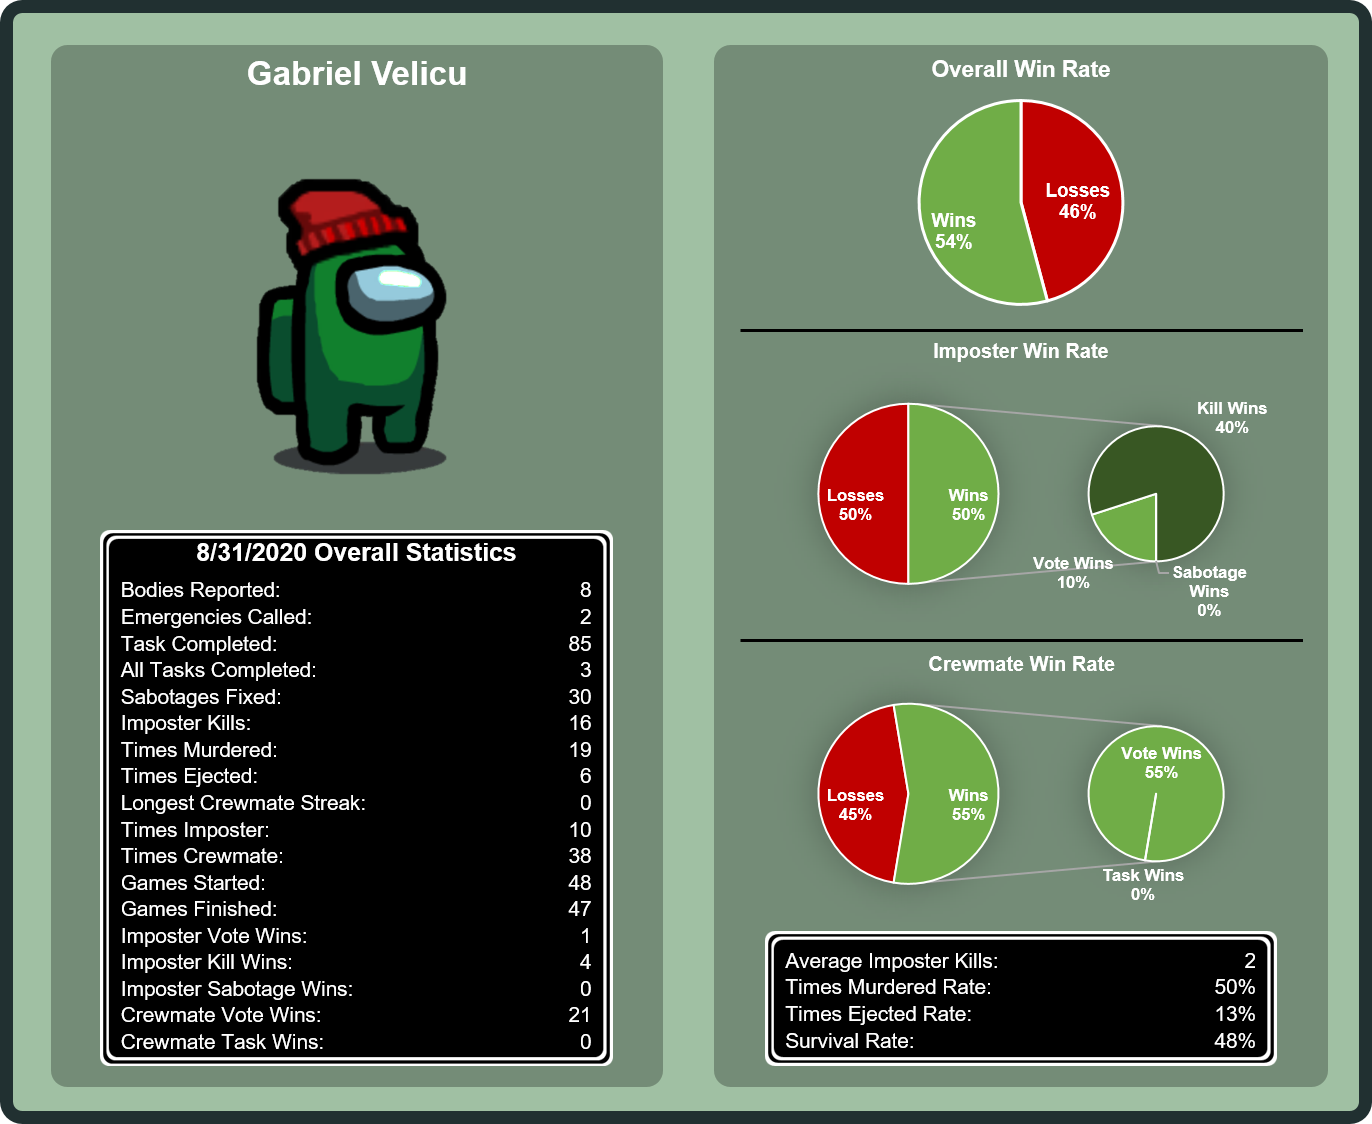 Gabriel Velicu
8/31/2020 Overall Statistics
Bodies Reported: 8
Emergencies Called: 2
Task Completed: 85
All Tasks Completed: 3
Sabotages Fixed: 30
Imposter Kills: 16
Times Murdered: 19
Times Ejected: 6
Longest Crewmate Streak: 0
Times Imposter: 10
Times Crewmate: 38
Games Started: 48
Games Finished: 47
Imposter Vote Wins: 1
Imposter Kill Wins: 4
Imposter Sabotage Wins: 0
Crewmate Vote Wins: 21
Crewmate Task Wins: 0
Overall Win Rate
Losses
46%
Wins
54%
Imposter Win Rate
Kill Wins
40%
Losses
50%
Wins
50%
Vote Wins
10%
Sabotage
Wins
0%
Crewmate Win Rate
Vote Wins
55%
Losses
45%
Wins
55%
Task Wins
0%
Average Imposter Kills: 2
Times Murdered Rate: 50%
Times Ejected Rate: 13%
Survival Rate: 48%